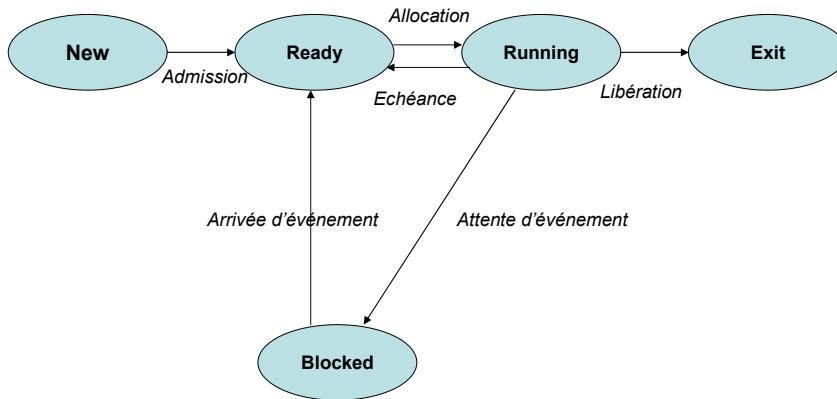 Allocation
New
Ready
Running
Exit
Admission
Echéance
Libération
Arrivée d'événement
Attente d'événement
Blocked